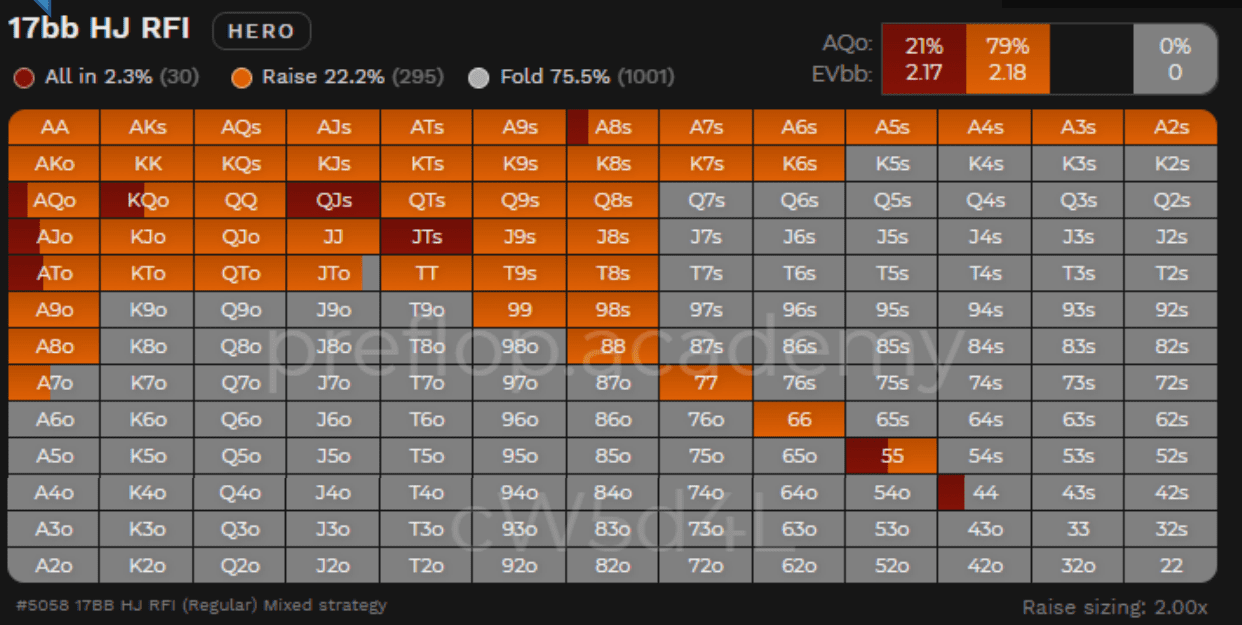 17bb HJ RFI HERO
All in 2.3% (30) Raise 22.2% (295) Fold 75.5% (1001)
AQo: 21% 79% 0%
EVbb: 2.17 2.18 0
AA AKs AQs AJs ATs A9s A8s A7s A6s A5s A4s A3s A2s
AKo KK KQs KJs KTs K9s K8s K7s K6s K5s K4s K3s K2s
AQo KQo QQ QJs QTs Q9s Q8s Q7s Q6s Q5s Q4s Q3s Q2s
AJo KJo QJo JJ JTs J9s J8s J7s J6s J5s J4s J3s J2s
ATo KTo QTo JTo TT T9s T8s T7s T6s T5s T4s T3s T2s
A9o K9o Q9o J9o T9o 99 98s 97s 96s 95s 94s 93s 92s
A8o K8o Q8o J8o T8o 98o 88 87s 86s 85s 84s 83s 82s
preflop.academy
A7o K7o Q7o J7o T7o 97o 87o 77 76s 75s 74s 73s 72s
A6o K6o Q6o J6o T6o 96o 86o 76o 66 65s 64s 63s 62s
A5o K5o Q5o J5o T5o 95o 85o 75o 65o 55 54s 53s 52s
A4o K4o Q4o J4o T4o 94o 84o 74o 64o 54o 44 43s 42s
cW5d4L
A3o K3o Q3o J3o T3o 93o 83o 73o 63o 53o 43o 33 32s
A2o K2o Q2o J2o T2o 92o 82o 72o 62o 52o 42o 32o 22
#5058 17BB HJ RFI (Regular) Mixed strategy
Raise sizing: 2.00x